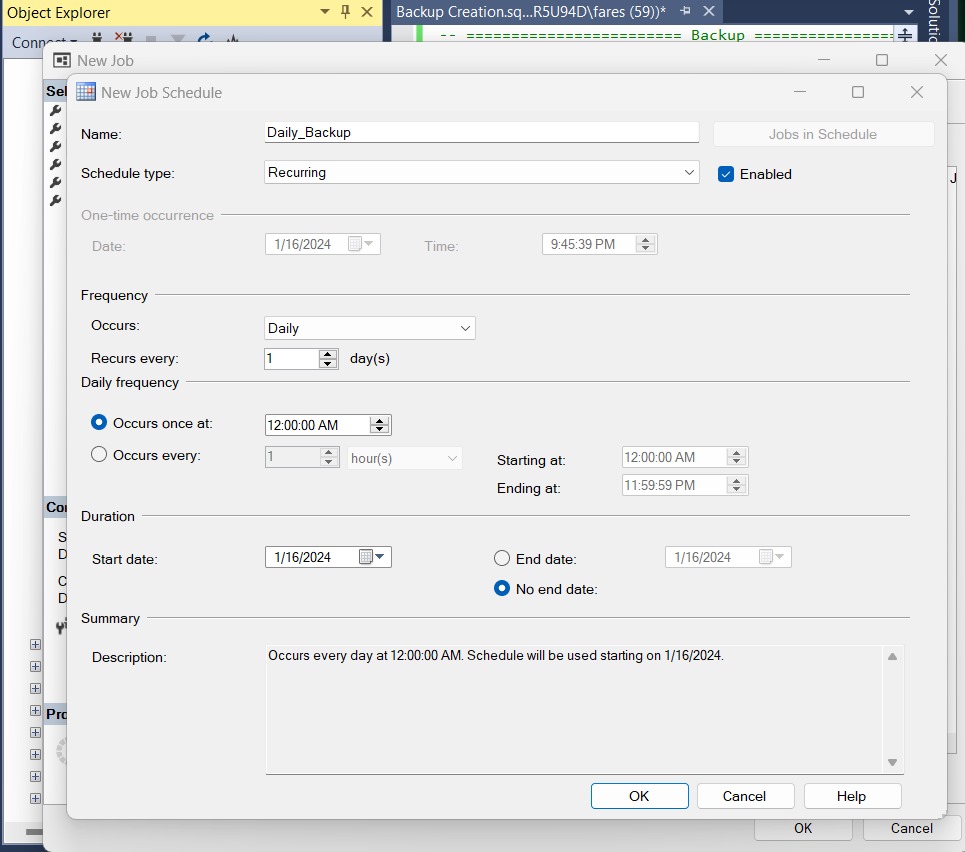 Object Explorer
Backup Creation.sq...R5U94D\fares (59))*
Connect
-- ======================== Backup
New Job
New Job Schedule
Name:
Daily_Backup
Jobs in Schedule
Schedule type:
Recurring
Enabled
One-time occurrence
Date:
1/16/2024
Time:
9:45:39 PM
Frequency
Occurs:
Daily
Recurs every:
1
day(s)
Daily frequency
Occurs once at:
12:00:00 AM
Occurs every:
1
hour(s)
Starting at:
12:00:00 AM
Ending at:
11:59:59 PM
Duration
Start date:
1/16/2024
End date:
1/16/2024
No end date:
Summary
Description:
Occurs every day at 12:00:00 AM. Schedule will be used starting on 1/16/2024.
OK
Cancel
Help
OK
Cancel